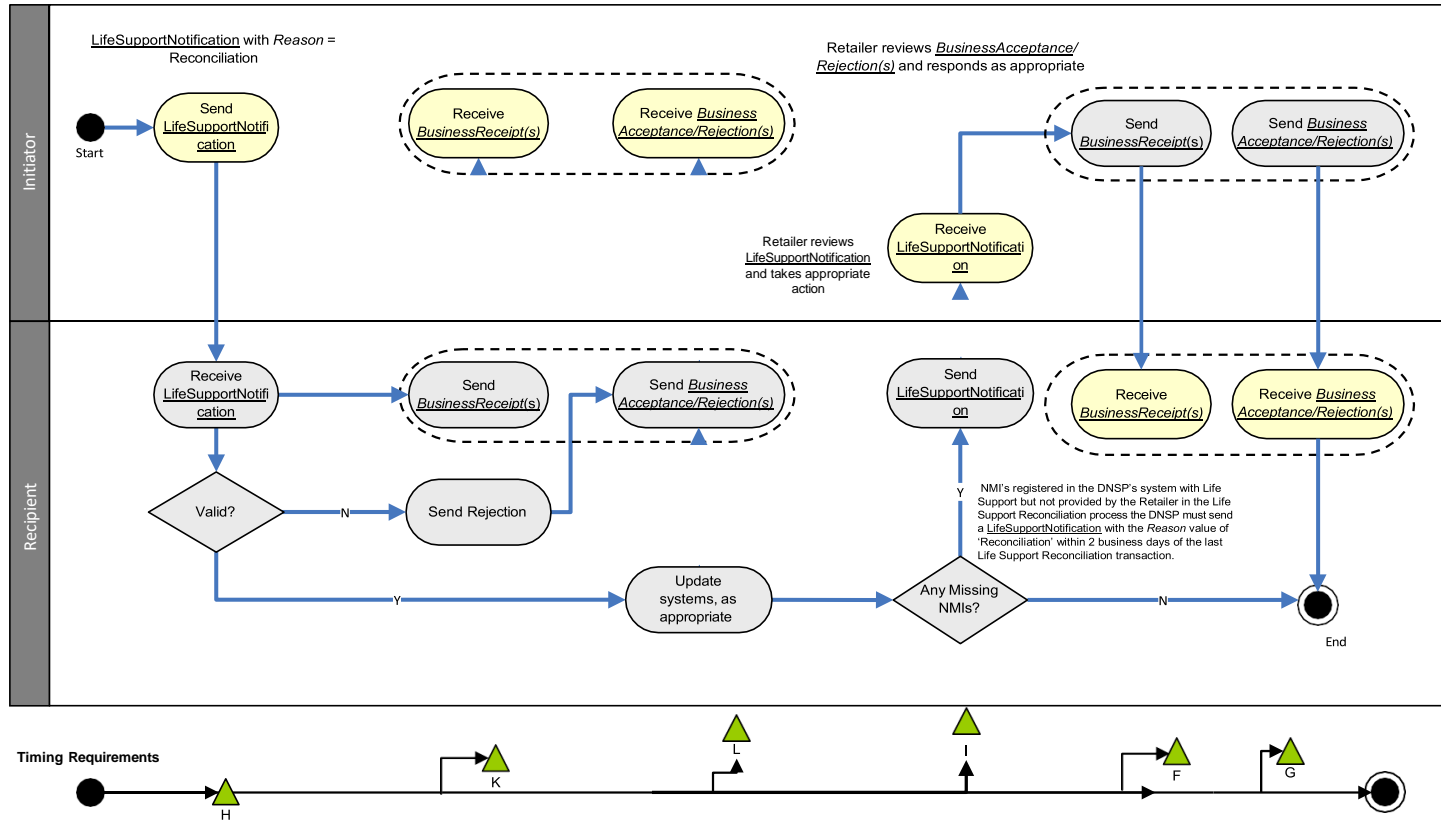 Initiator
LifeSupportNotification with Reason =
Reconciliation
Start
Send
LifeSupportNotifi
cation
Receive
BusinessReceipt(s)
Receive Business
Acceptance/Rejection(s)
Retailer reviews BusinessAcceptance/
Rejection(s) and responds as appropriate
Send
BusinessReceipt(s)
Send Business
Acceptance/Rejection(s)
Retailer reviews
LifeSupportNotification
and takes appropriate
action
Receive
LifeSupportNotificati
on
Recipient
Receive
LifeSupportNotifi
cation
Send
BusinessReceipt(s)
Send Business
Acceptance/Rejection(s)
Send
LifeSupportNotificati
on
Receive
BusinessReceipt(s)
Receive Business
Acceptance/Rejection(s)
Valid?
N
Send Rejection
Y
NMI's registered in the DNSP's system with Life
Support but not provided by the Retailer in the Life
Support Reconciliation process the DNSP must send
a LifeSupportNotification with the Reason value of
'Reconciliation' within 2 business days of the last
Life Support Reconciliation transaction.
Y
Update
systems, as
appropriate
Any Missing
NMIs?
N
End
Timing Requirements
H
K
L
I
F
G